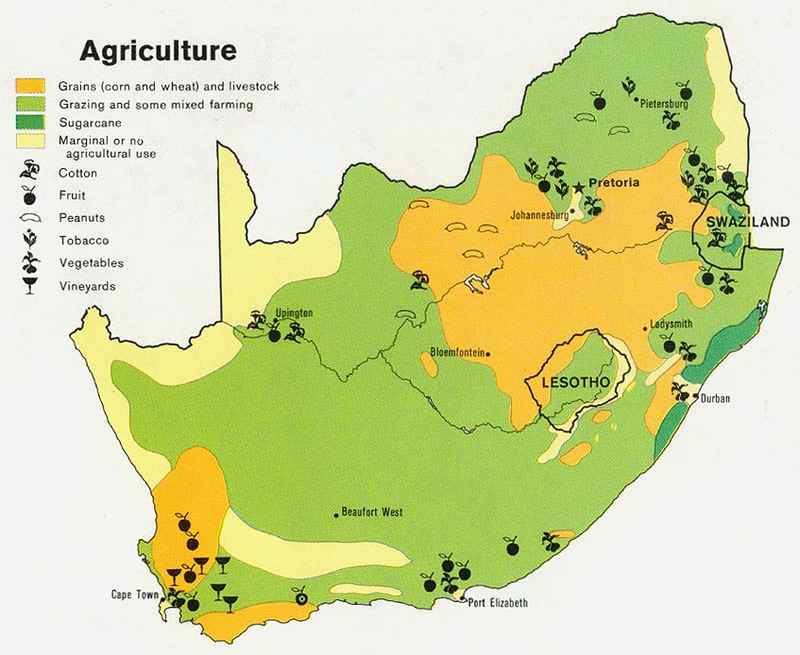 Agriculture
Grains (corn and wheat) and livestock
Grazing and some mixed farming
Sugarcane
Marginal or no
agricultural use
Cotton
Fruit
Peanuts
Tobacco
Vegetables
Vineyards
Pietersburg
Pretoria
Johannesburg
SWAZILAND
Upington
Ladysmith
Bloemfontein
LESOTHO
Durban
Beaufort West
Cape Town
Port Elizabeth